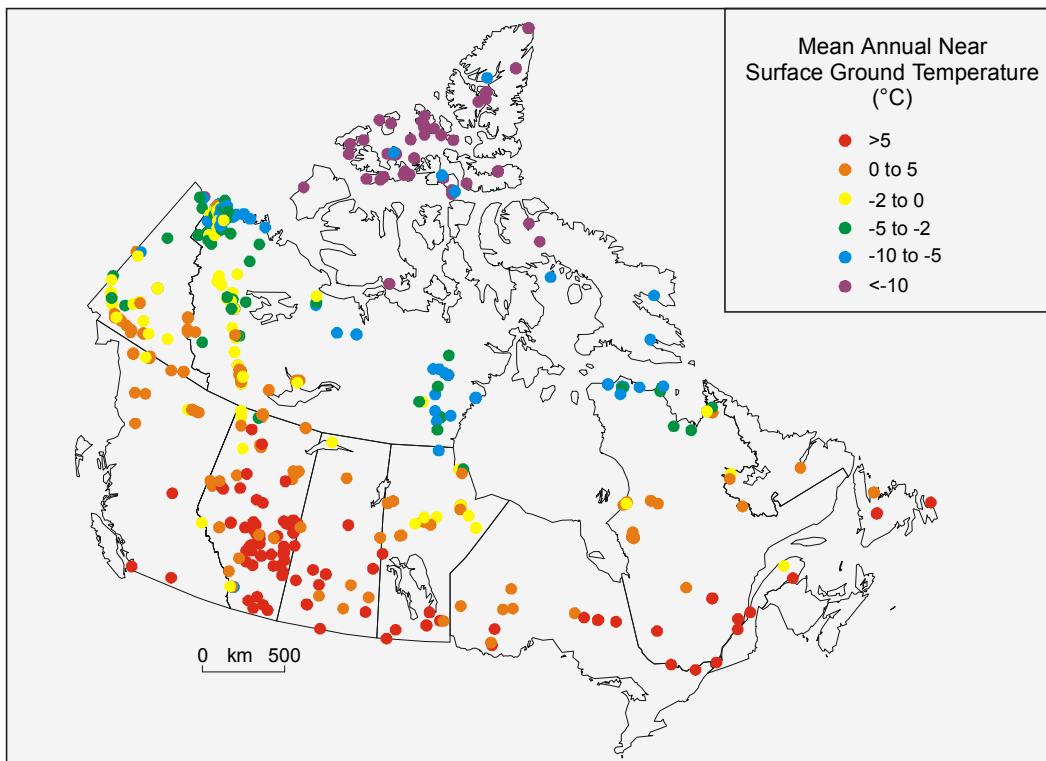 Mean Annual Near
Surface Ground Temperature
(°C)
>5
0 to 5
-2 to 0
-5 to -2
-10 to -5
<-10
0 km 500